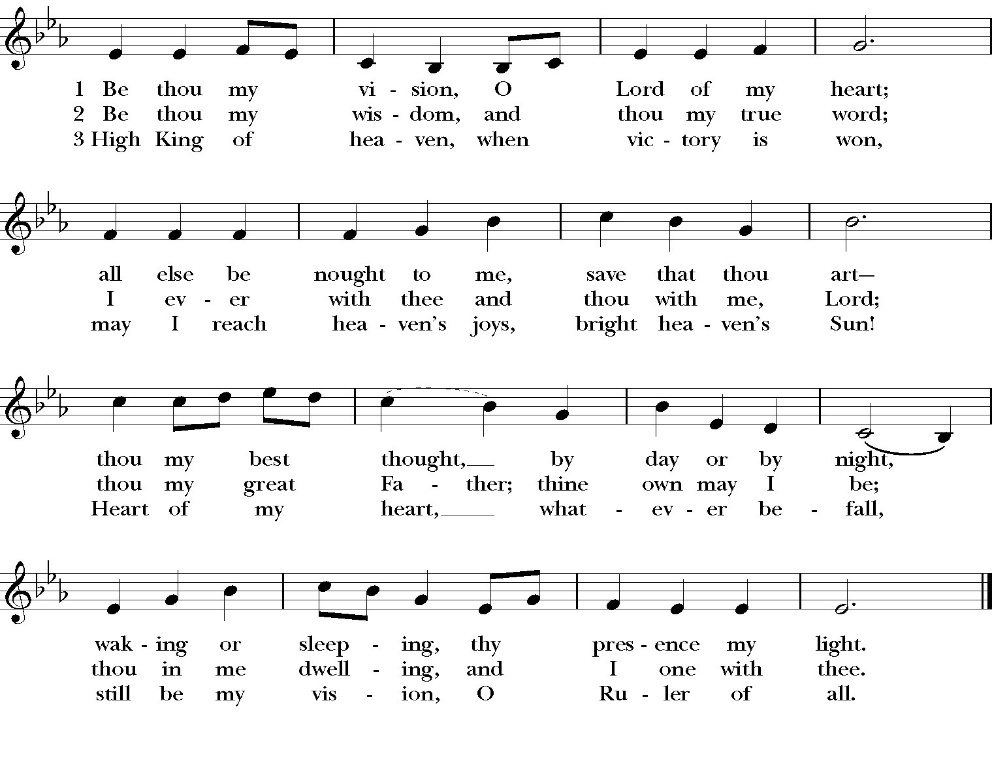 1 Be thou my vi - sion, O Lord of my heart;
2 Be thou my wis - dom, and thou my true word;
3 High King of hea - ven, when vic - tory is won,
all else be nought to me, save that thou art—
I ev - er with thee and thou with me, Lord;
may I reach hea - ven's joys, bright hea - ven's Sun!
thou my best thought,__ by day or by night,
thou my great Fa - ther; thine own may I be;
Heart of my heart,____ what - ev - er be - fall,
wak - ing or sleep - ing, thy pres - ence my light.
thou in me dwell - ing, and I one with thee.
still be my vis - ion, O Ru - ler of all.